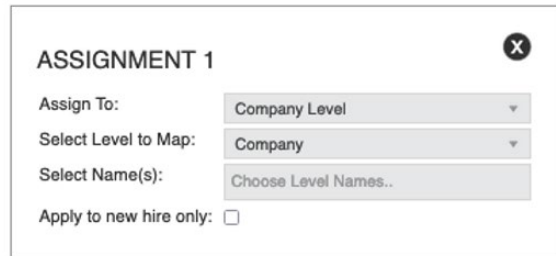 ASSIGNMENT 1
X
Assign To: Company Level
Select Level to Map: Company
Select Name(s): Choose Level Names..
Apply to new hire only: